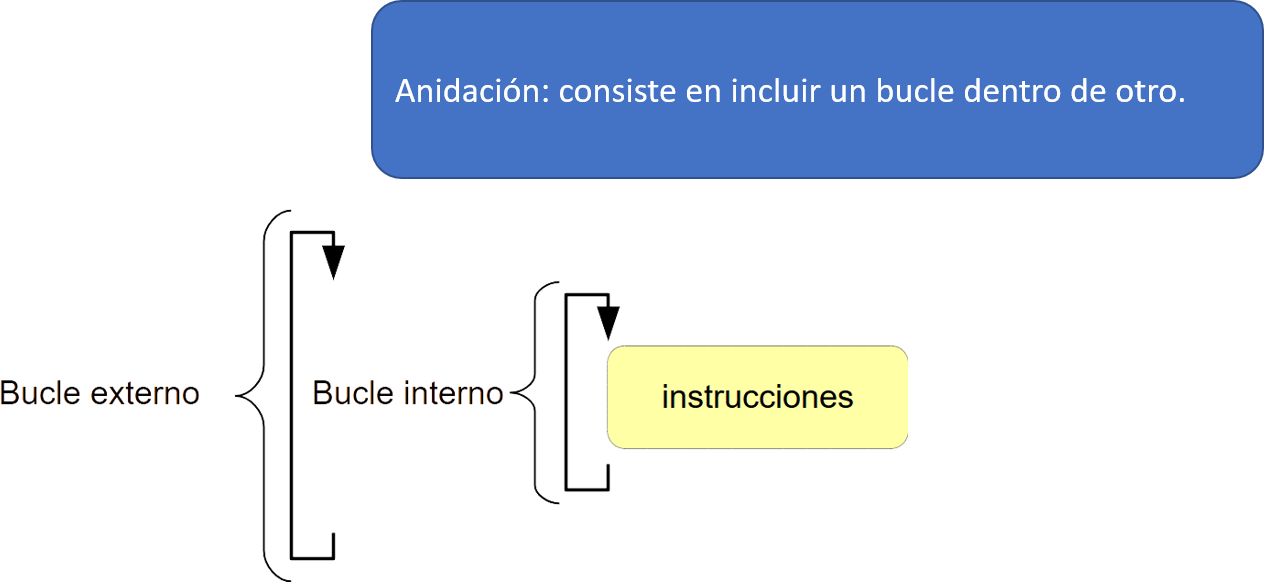 Anidación: consiste en incluir un bucle dentro de otro.
Bucle externo
Bucle interno
instrucciones